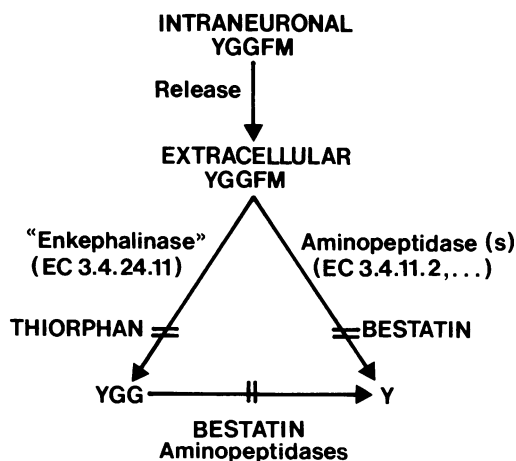 INTRANEURONAL
YGGFM
Release
EXTRACELLULAR
YGGFM
“Enkephalinase”
(EC 3.4.24.11)
Aminopeptidase (s)
(EC 3.4.11.2,...)
THIORPHAN
BESTATIN
YGG
Y
BESTATIN
Aminopeptidases